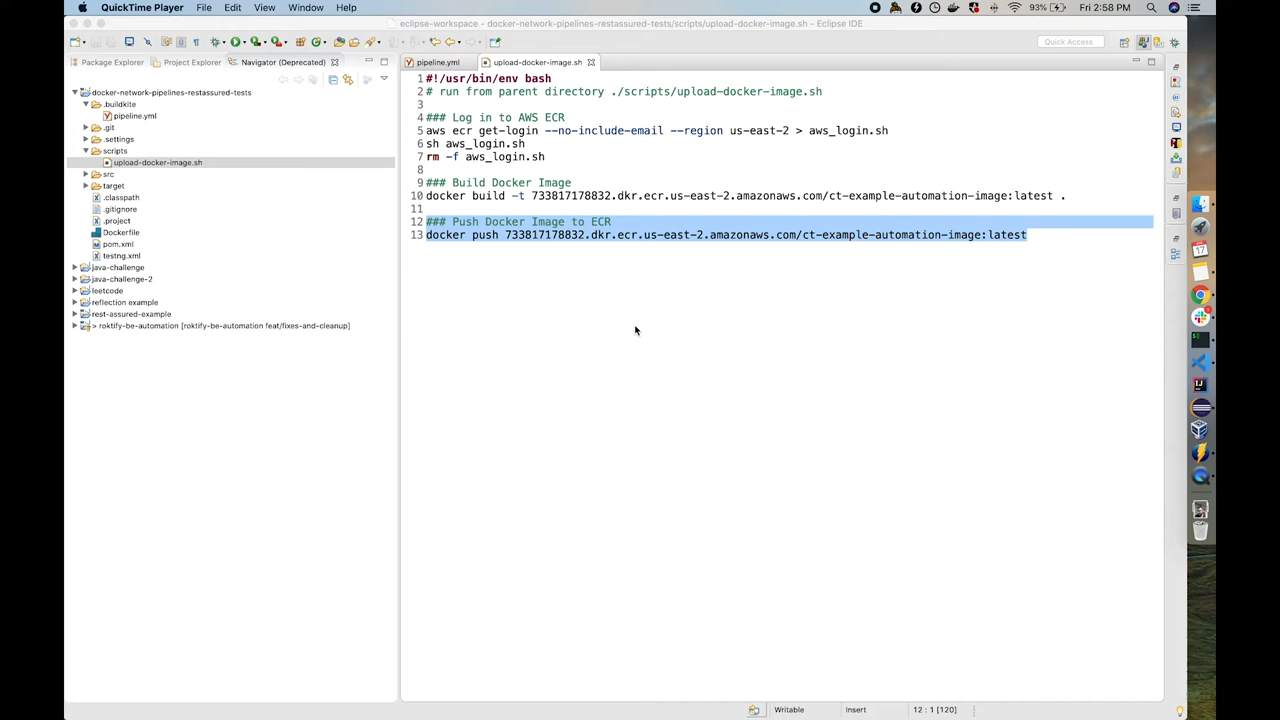 QuickTime Player File Edit View Window Help
93% Fri 2:58 PM
eclipse-workspace - docker-network-pipelines-restassured-tests/scripts/upload-docker-image.sh - Eclipse IDE
Quick Access
Package Explorer Project Explorer Navigator (Deprecated)
pipeline.yml upload-docker-image.sh
docker-network-pipelines-restassured-tests
.buildkite
pipeline.yml
.git
.settings
scripts
upload-docker-image.sh
src
target
.classpath
.gitignore
.project
Dockerfile
pom.xml
testng.xml
java-challenge
java-challenge-2
leetcode
reflection example
rest-assured-example
> roktify-be-automation [roktify-be-automation feat/fixes-and-cleanup]
1 #!/usr/bin/env bash
2 # run from parent directory ./scripts/upload-docker-image.sh
3
4 ### Log in to AWS ECR
5 aws ecr get-login --no-include-email --region us-east-2 > aws_login.sh
6 sh aws_login.sh
7 rm -f aws_login.sh
8
9 ### Build Docker Image
10 docker build -t 733817178832.dkr.ecr.us-east-2.amazonaws.com/ct-example-automation-image:latest .
11
12 ### Push Docker Image to ECR
13 docker push 733817178832.dkr.ecr.us-east-2.amazonaws.com/ct-example-automation-image:latest
17
Writable Insert 12 : 1 [120]